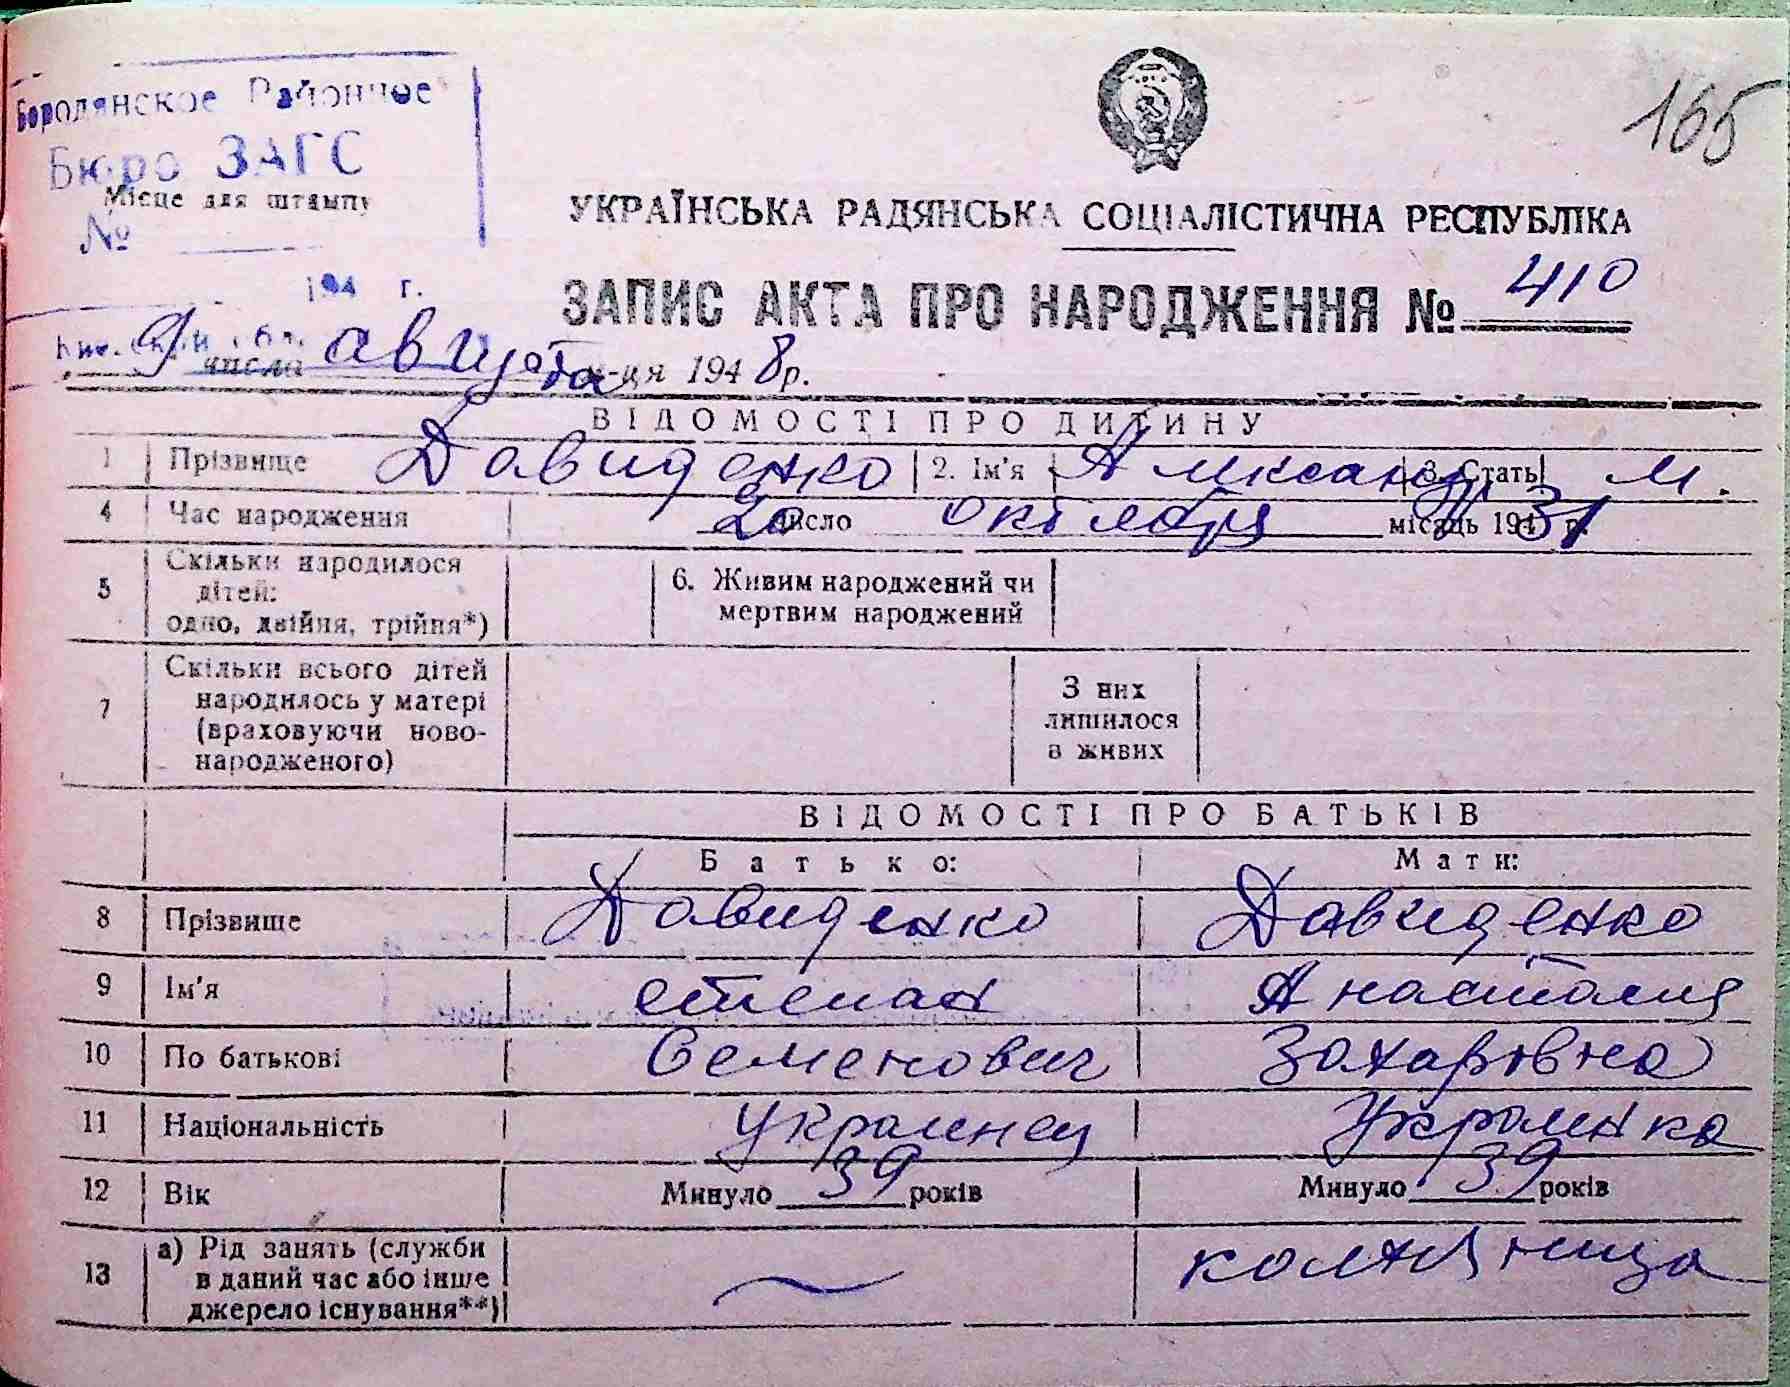 Бородянское Районное
165
Бюро ЗАГС
Місце для штампу
№
УКРАЇНСЬКА РАДЯНСЬКА СОЦІАЛІСТИЧНА РЕСПУБЛІКА
194 г.
ЗАПИС АКТА ПРО НАРОДЖЕННЯ № 410
9 числа августа м-ця 1948 р.
ВІДОМОСТІ ПРО ДИТИНУ
1 Прізвище Давиденко 2. Ім'я Александр 3. Стать М.
4 Час народження 20 число октября місяць 1931 р.
5 Скільки народилося
дітей:
одно, двійня, трійня*)
6. Живим народжений чи
мертвим народжений
7 Скільки всього дітей
народилось у матері
(враховуючи ново-
народженого)
З них
лишилося
в живих
ВІДОМОСТІ ПРО БАТЬКІВ
Батько: Мати:
8 Прізвище Давиденко Давиденко
9 Ім'я Степан Анастасия
10 По батькові Семенович Захаровна
11 Національність Украинец Украинка
12 Вік Минуло 39 років Минуло 39 років
13 а) Рід занять (служби
в даний час або інше
джерело існування**)
колхозница